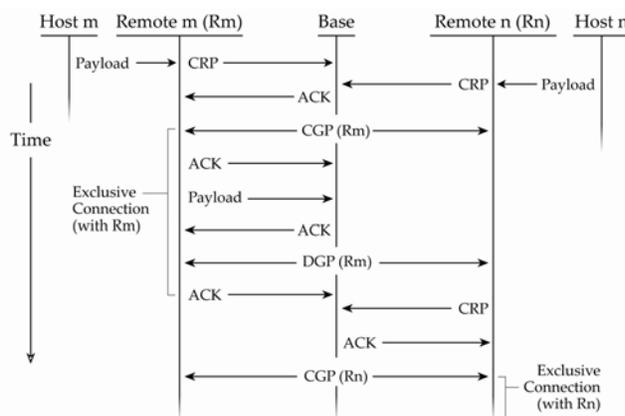 Host m Remote m (Rm) Base Remote n (Rn) Host n
Payload CRP
CRP Payload
ACK
Time
CGP (Rm)
ACK
Exclusive
Connection
(with Rm)
Payload
ACK
DGP (Rm)
ACK
CRP
ACK
CGP (Rn)
Exclusive
Connection
(with Rn)